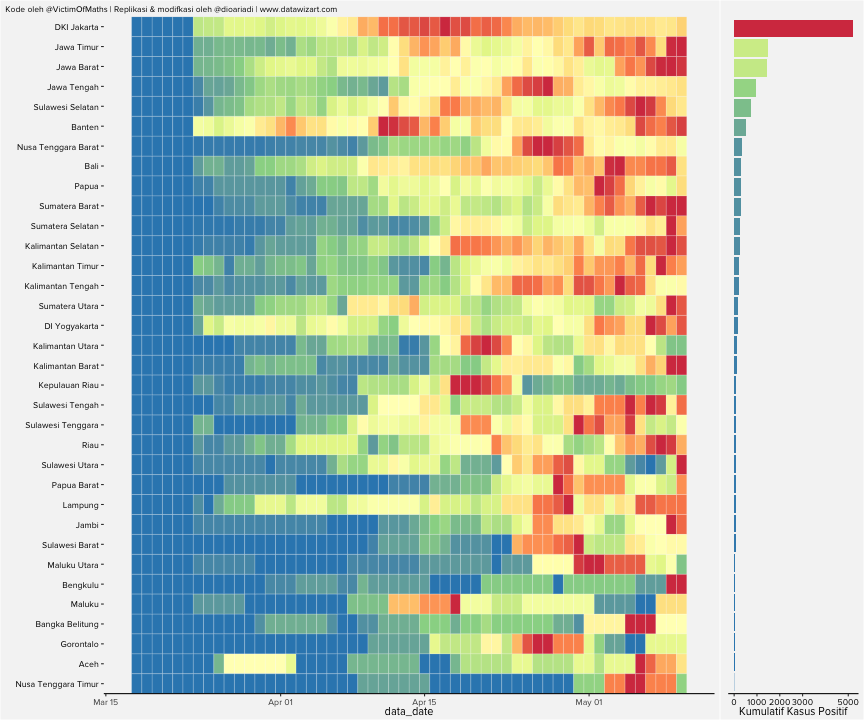 Kode oleh @VictimOfMaths | Replikasi & modifkasi oleh @dioariadi | www.datawizart.com
DKI Jakarta
Jawa Timur
Jawa Barat
Jawa Tengah
Sulawesi Selatan
Banten
Nusa Tenggara Barat
Bali
Papua
Sumatera Barat
Sumatera Selatan
Kalimantan Selatan
Kalimantan Timur
Kalimantan Tengah
Sumatera Utara
DI Yogyakarta
Kalimantan Utara
Kalimantan Barat
Kepulauan Riau
Sulawesi Tengah
Sulawesi Tenggara
Riau
Sulawesi Utara
Papua Barat
Lampung
Jambi
Sulawesi Barat
Maluku Utara
Bengkulu
Maluku
Bangka Belitung
Gorontalo
Aceh
Nusa Tenggara Timur
Mar 15 Apr 01 Apr 15 May 01
data_date
0 1000 2000 3000 5000
Kumulatif Kasus Positif